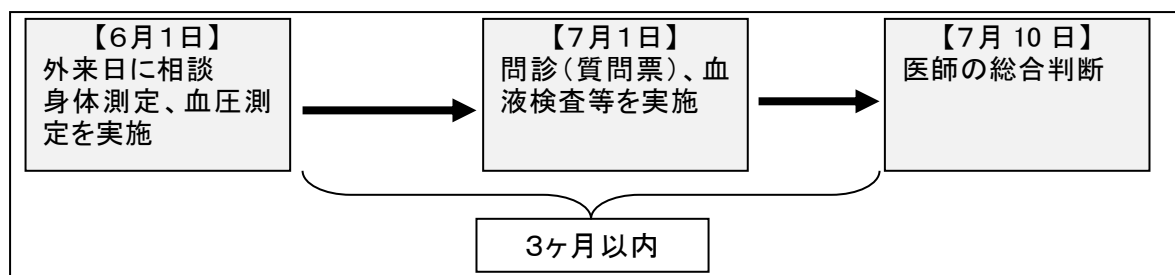 【６月１日】
外来日に相談
身体測定、血圧測
定を実施
【７月１日】
問診（質問票）、血
液検査等を実施
【７月 10 日】
医師の総合判断
３ヶ月以内